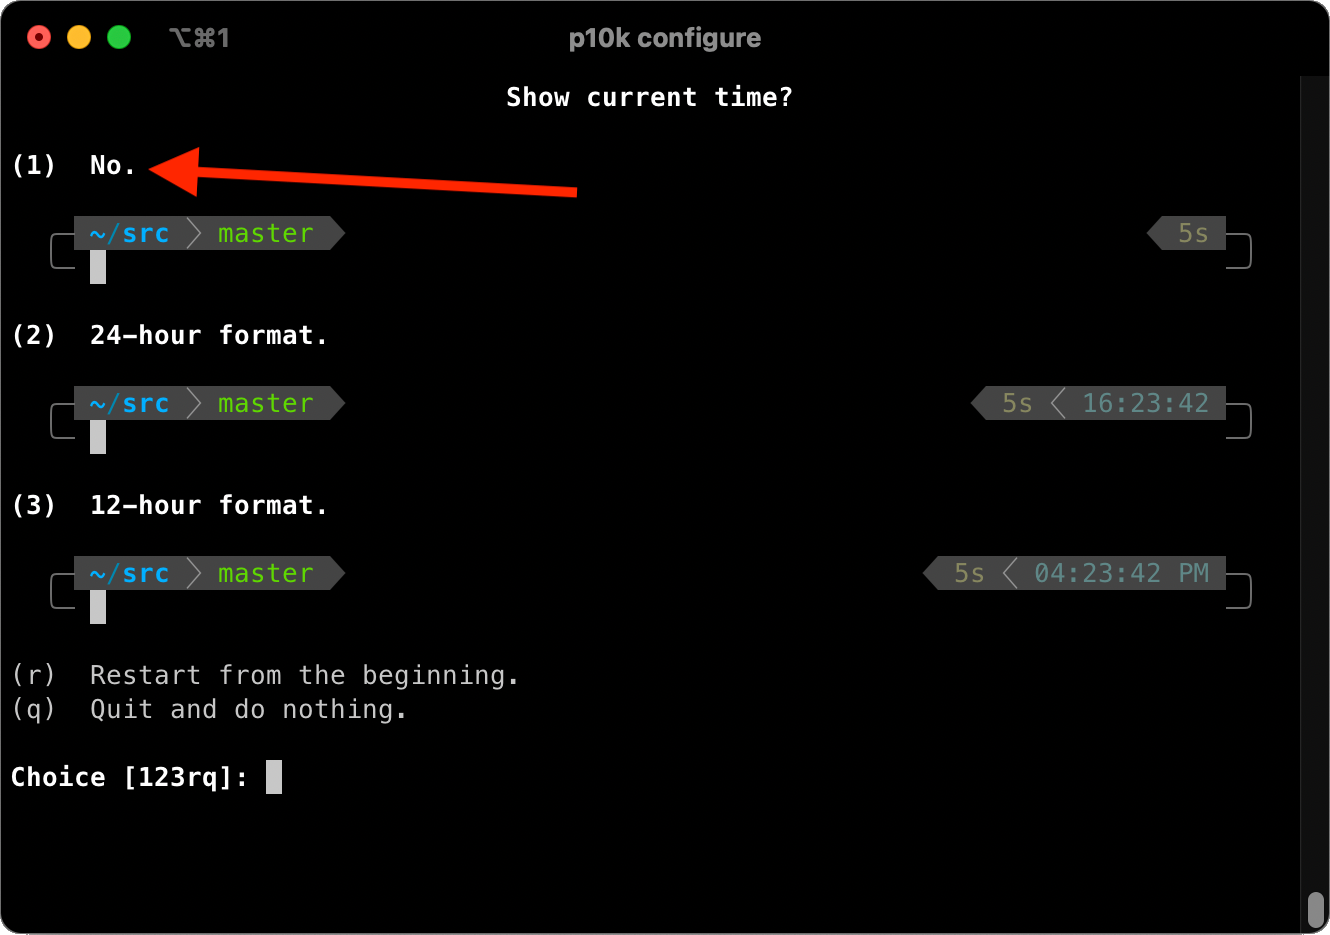 ⌥⌘1 p10k configure
Show current time?
(1) No.
~/src master 5s
(2) 24-hour format.
~/src master 5s 16:23:42
(3) 12-hour format.
~/src master 5s 04:23:42 PM
(r) Restart from the beginning.
(q) Quit and do nothing.
Choice [123rq]: